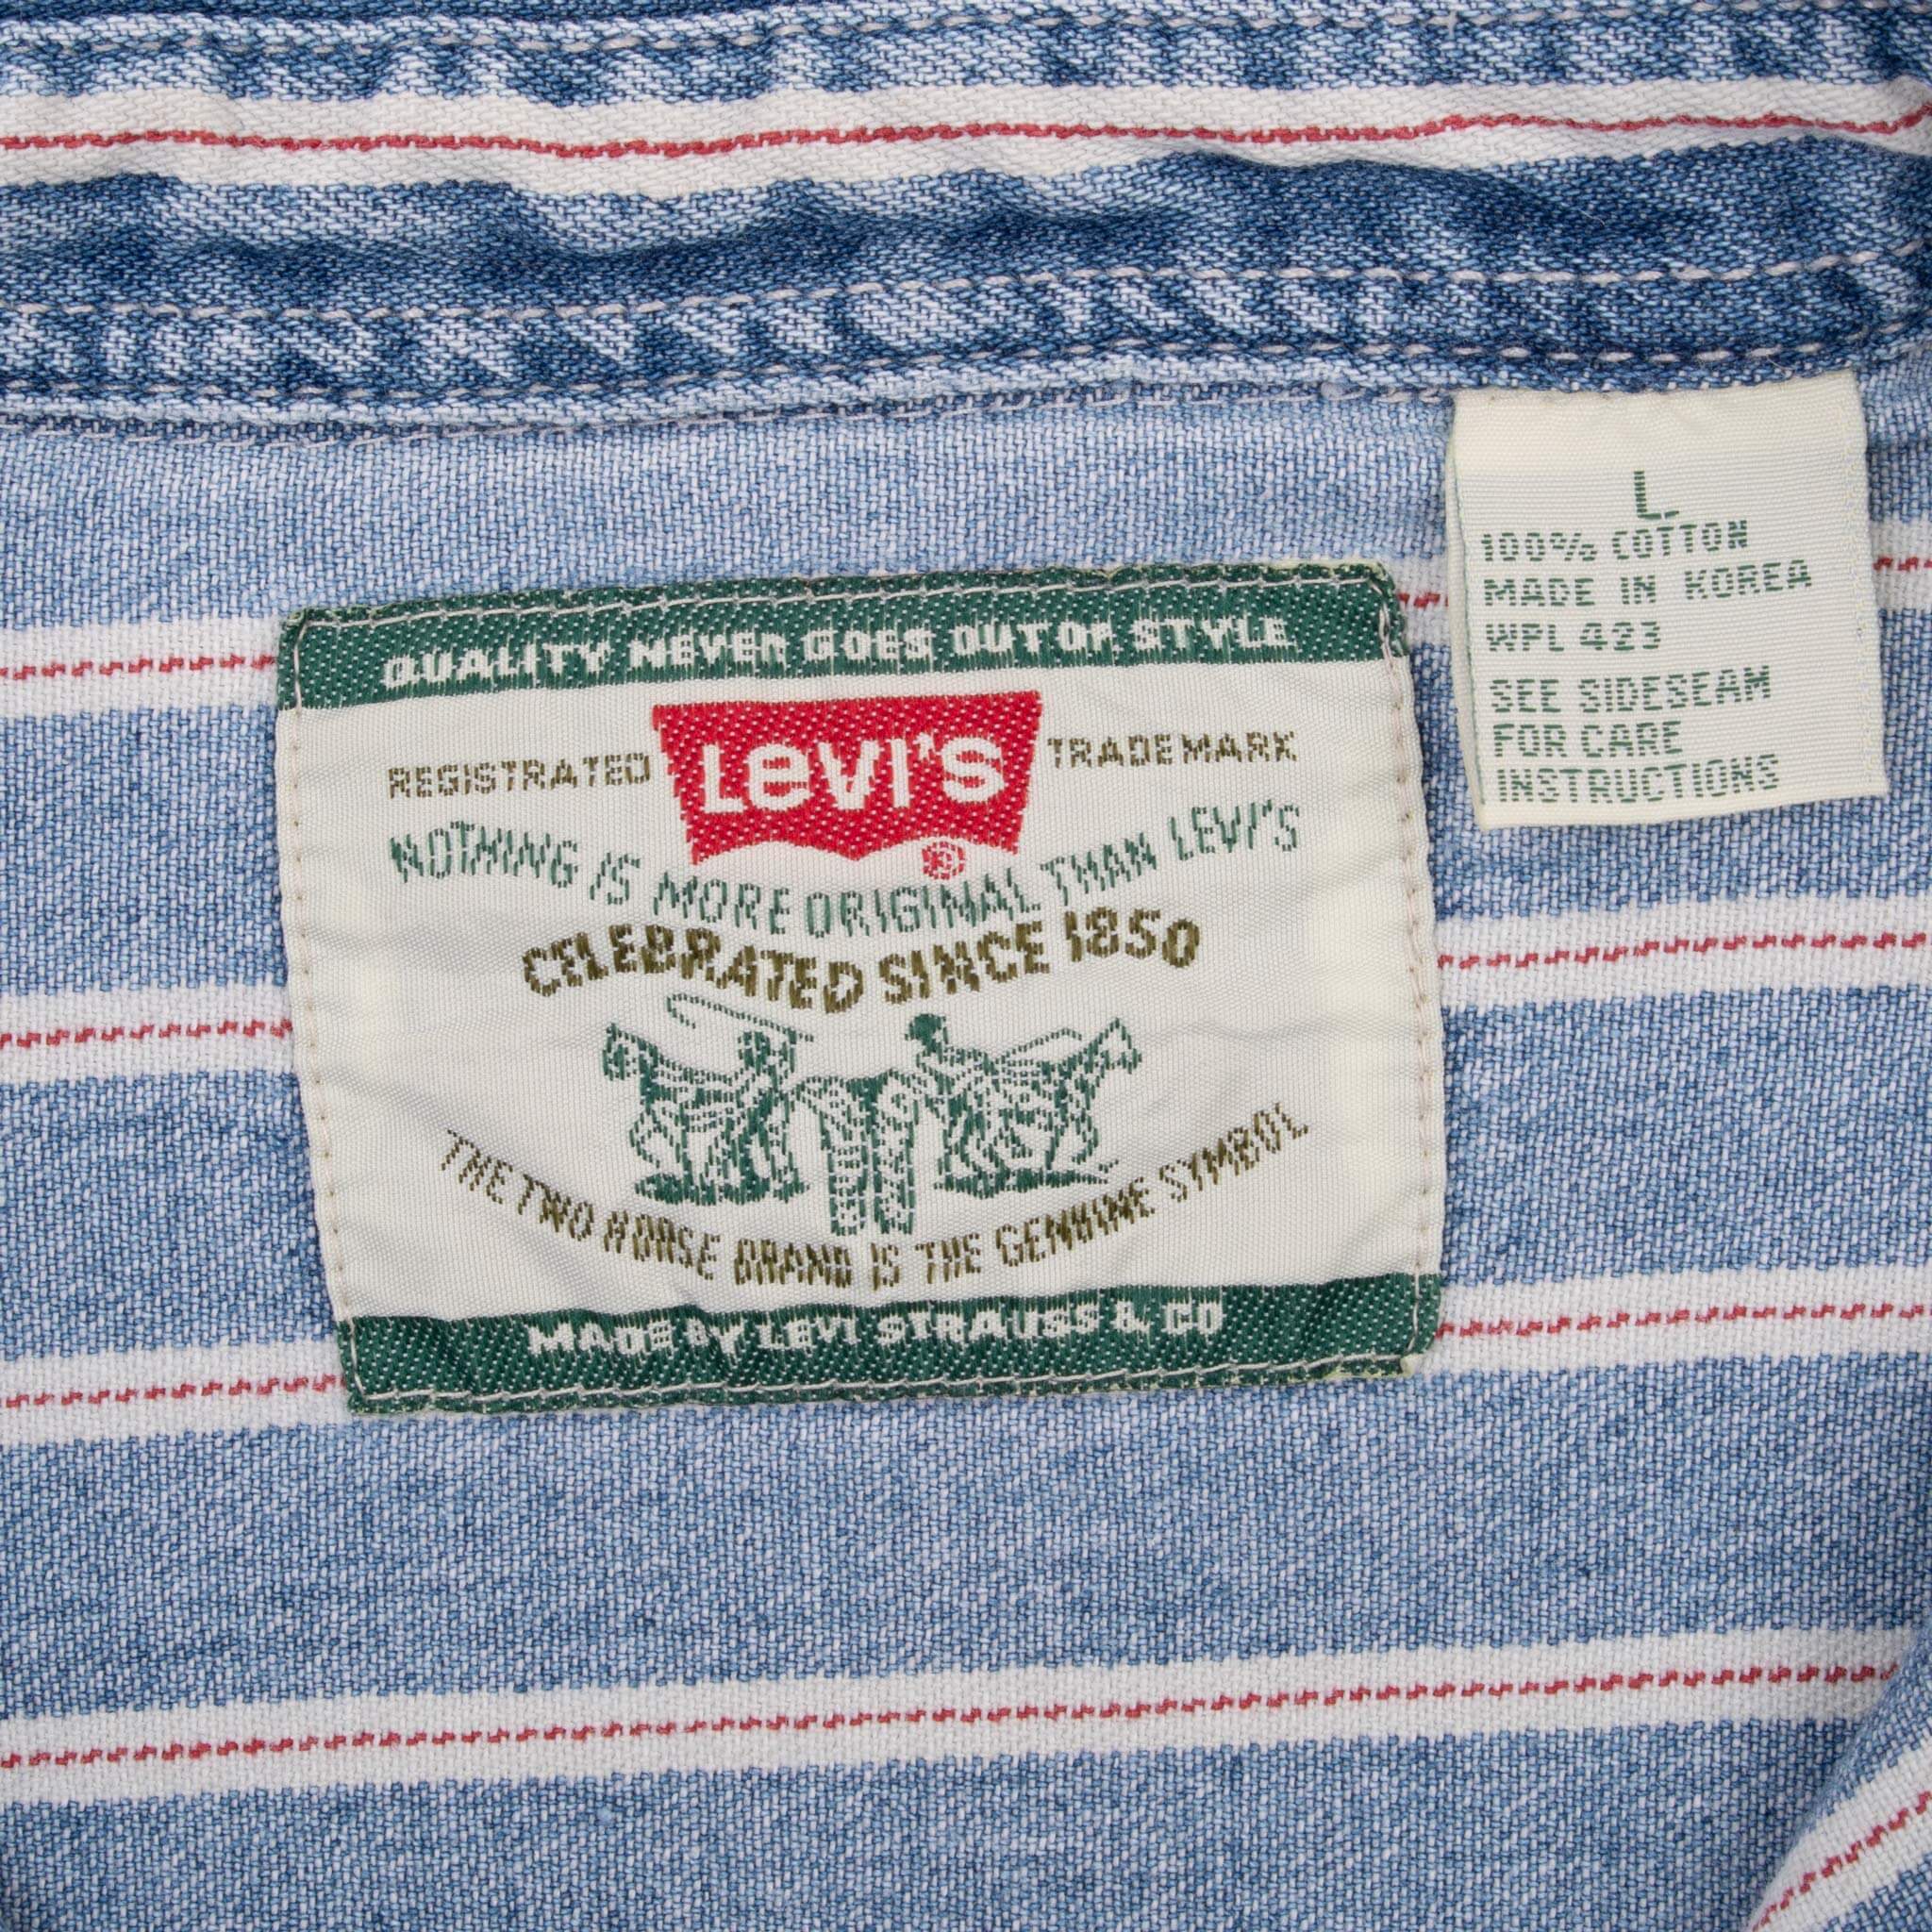 QUALITY NEVER GOES OUT OF STYLE
REGISTRATED LEVI'S ® TRADEMARK
NOTHING IS MORE ORIGINAL THAN LEVI'S
CELEBRATED SINCE 1850
THE TWO HORSE BRAND IS THE GENUINE SYMBOL
MADE BY LEVI STRAUSS & CO
L
100% COTTON
MADE IN KOREA
WPL 423
SEE SIDESEAM
FOR CARE
INSTRUCTIONS